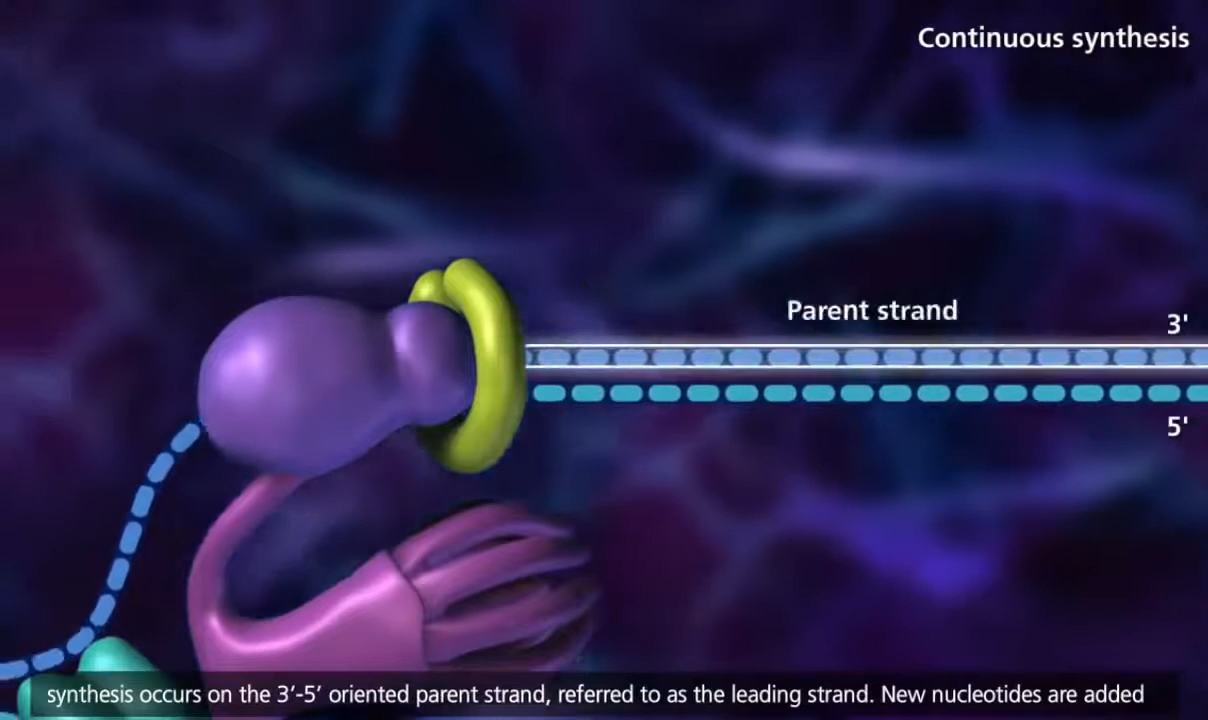 Continuous synthesis
Parent strand
3'
5'
synthesis occurs on the 3’-5’ oriented parent strand, referred to as the leading strand. New nucleotides are added